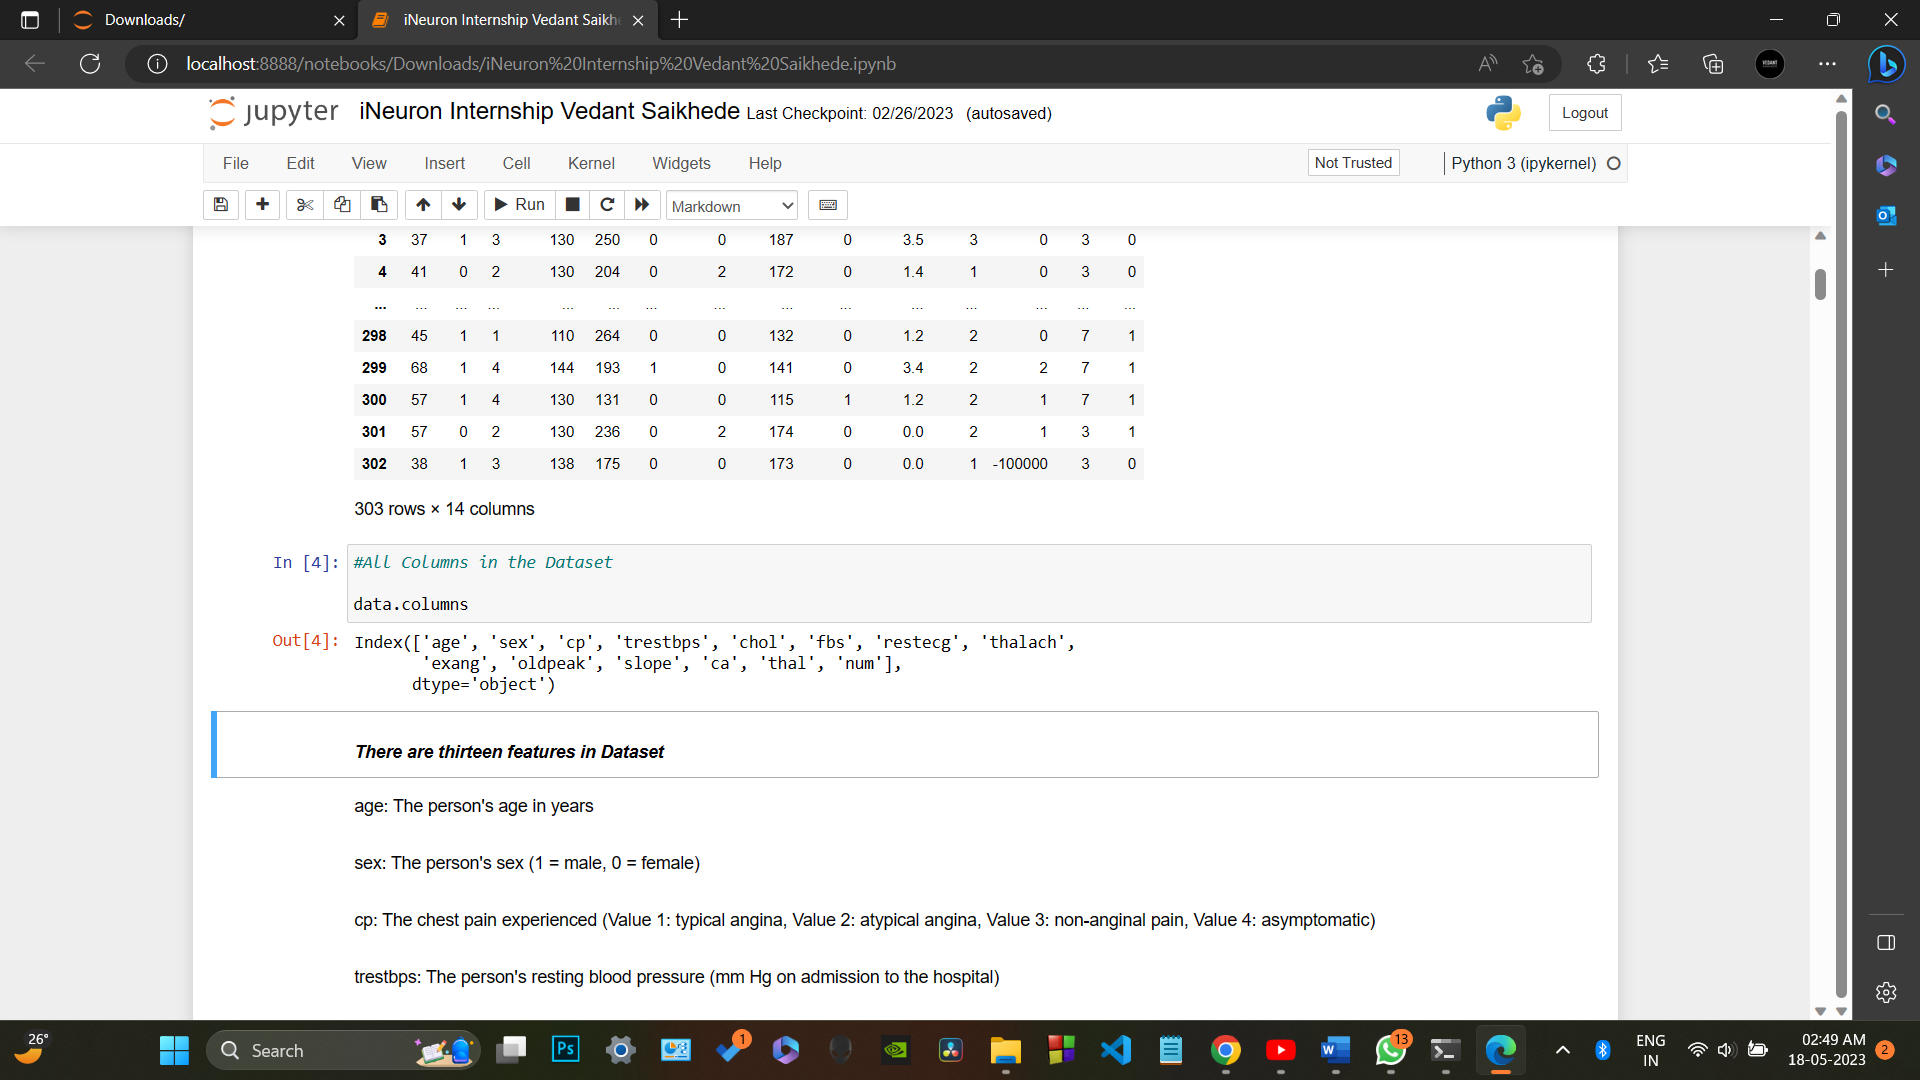 Downloads/
iNeuron Internship Vedant Saikh
localhost:8888/notebooks/Downloads/iNeuron%20Internship%20Vedant%20Saikhede.ipynb
jupyter iNeuron Internship Vedant Saikhede Last Checkpoint: 02/26/2023 (autosaved)
Logout
File Edit View Insert Cell Kernel Widgets Help
Not Trusted
Python 3 (ipykernel)
Run
Markdown
3 37 1 3 130 250 0 0 187 0 3.5 3 0 3 0
4 41 0 2 130 204 0 2 172 0 1.4 1 0 3 0
... ... ... ... ... ... ... ... ... ... ... ... ... ... ...
298 45 1 1 110 264 0 0 132 0 1.2 2 0 7 1
299 68 1 4 144 193 1 0 141 0 3.4 2 2 7 1
300 57 1 4 130 131 0 0 115 1 1.2 2 1 7 1
301 57 0 2 130 236 0 2 174 0 0.0 2 1 3 1
302 38 1 3 138 175 0 0 173 0 0.0 1 -100000 3 0
303 rows × 14 columns
In [4]: #All Columns in the Dataset
data.columns
Out[4]: Index(['age', 'sex', 'cp', 'trestbps', 'chol', 'fbs', 'restecg', 'thalach',
'exang', 'oldpeak', 'slope', 'ca', 'thal', 'num'],
dtype='object')
There are thirteen features in Dataset
age: The person's age in years
sex: The person's sex (1 = male, 0 = female)
cp: The chest pain experienced (Value 1: typical angina, Value 2: atypical angina, Value 3: non-anginal pain, Value 4: asymptomatic)
trestbps: The person's resting blood pressure (mm Hg on admission to the hospital)
26°
Search
Ps
1
13
ENG
IN
02:49 AM
18-05-2023
2